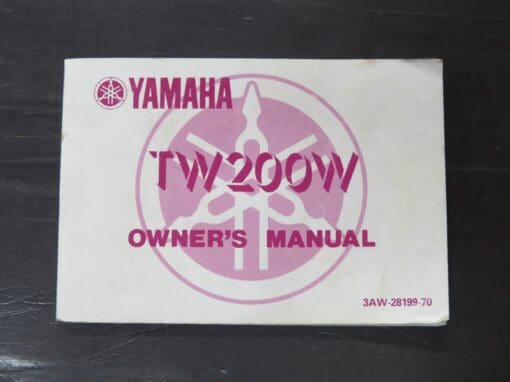 YAMAHA
TW200W
OWNER'S MANUAL
3AW-28199-70